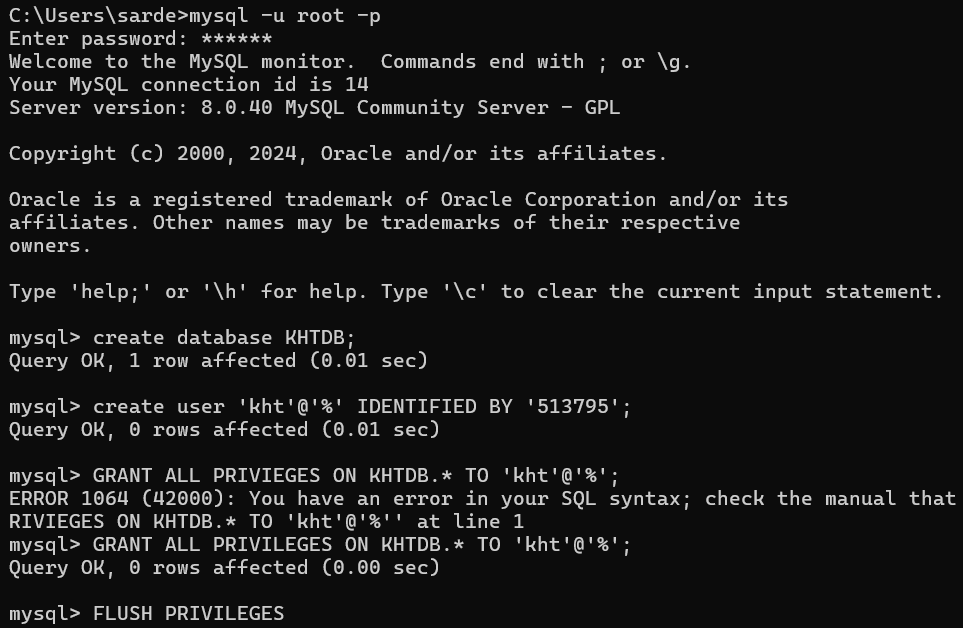 C:\Users\sarde>mysql -u root -p
Enter password: ******
Welcome to the MySQL monitor.  Commands end with ; or \g.
Your MySQL connection id is 14
Server version: 8.0.40 MySQL Community Server - GPL
Copyright (c) 2000, 2024, Oracle and/or its affiliates.
Oracle is a registered trademark of Oracle Corporation and/or its
affiliates. Other names may be trademarks of their respective
owners.
Type 'help;' or '\h' for help. Type '\c' to clear the current input statement.
mysql> create database KHTDB;
Query OK, 1 row affected (0.01 sec)
mysql> create user 'kht'@'%' IDENTIFIED BY '513795';
Query OK, 0 rows affected (0.01 sec)
mysql> GRANT ALL PRIVIEGES ON KHTDB.* TO 'kht'@'%';
ERROR 1064 (42000): You have an error in your SQL syntax; check the manual that
RIVIEGES ON KHTDB.* TO 'kht'@'%'' at line 1
mysql> GRANT ALL PRIVILEGES ON KHTDB.* TO 'kht'@'%';
Query OK, 0 rows affected (0.00 sec)
mysql> FLUSH PRIVILEGES